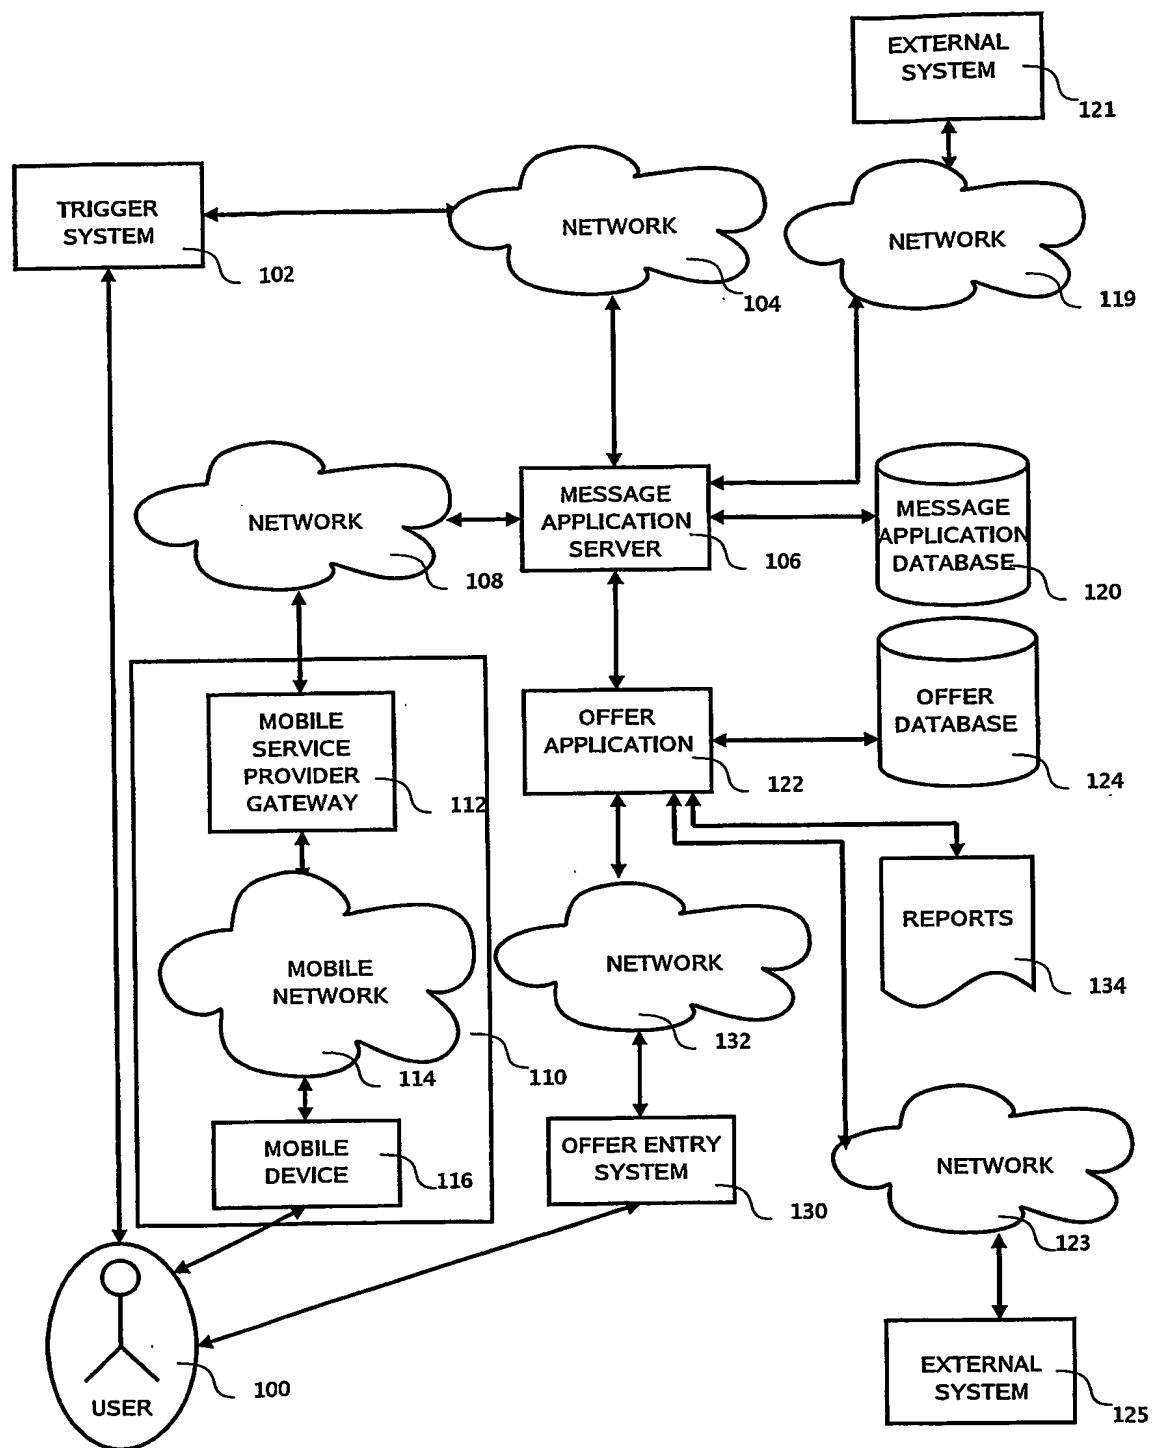 EXTERNAL
SYSTEM
121
TRIGGER
SYSTEM
102
NETWORK
104
NETWORK
119
NETWORK
108
MESSAGE
APPLICATION
SERVER
106
MESSAGE
APPLICATION
DATABASE
120
MOBILE
SERVICE
PROVIDER
GATEWAY
112
OFFER
APPLICATION
122
OFFER
DATABASE
124
MOBILE
NETWORK
114
110
NETWORK
132
REPORTS
134
MOBILE
DEVICE
116
OFFER ENTRY
SYSTEM
130
NETWORK
123
USER
100
EXTERNAL
SYSTEM
125